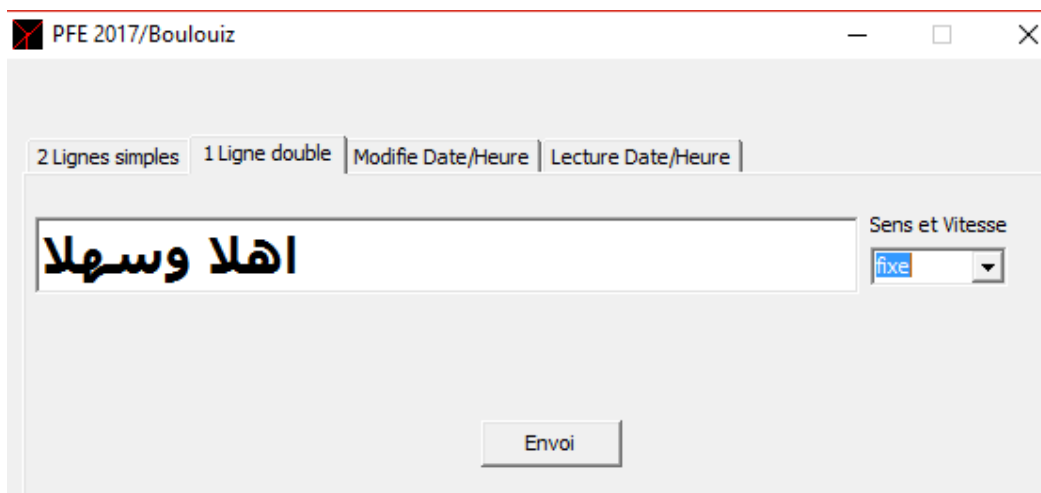 PFE 2017/Boulouiz
2 Lignes simples 1 Ligne double Modifie Date/Heure Lecture Date/Heure
Sens et Vitesse
اهلا وسهلا
fixe
Envoi